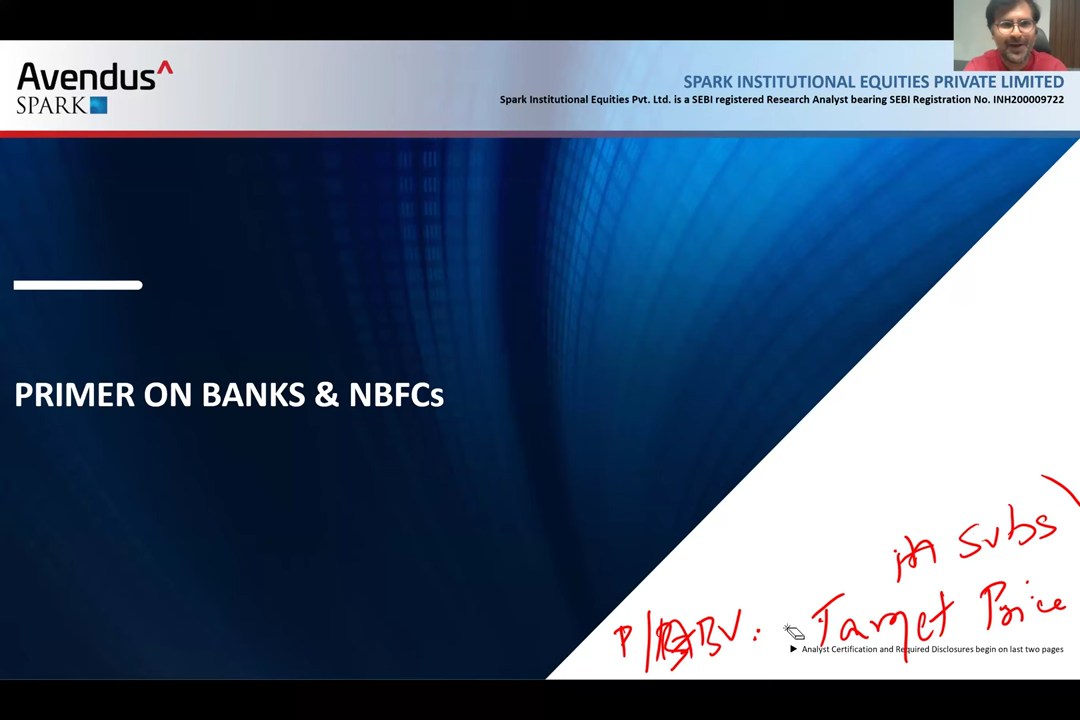 Avendus
SPARK
SPARK INSTITUTIONAL EQUITIES PRIVATE LIMITED
Spark Institutional Equities Pvt. Ltd. is a SEBI registered Research Analyst bearing SEBI Registration No. INH200009722
PRIMER ON BANKS & NBFCs
in subs
P/ BV: Target Price
Analyst Certification and Required Disclosures begin on last two pages